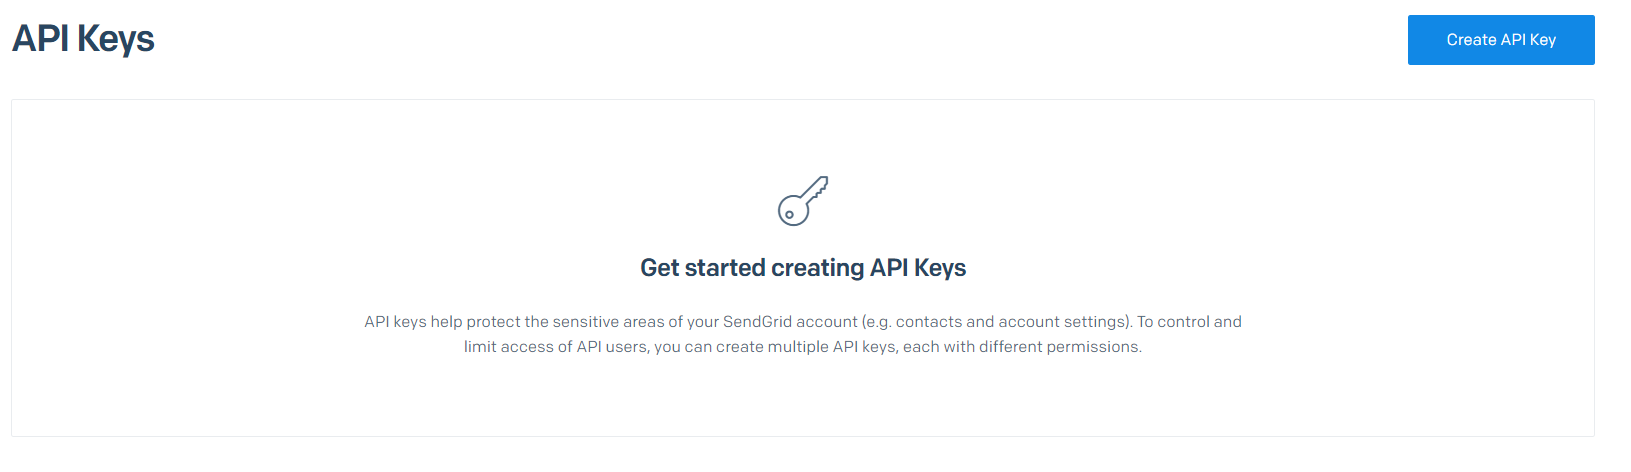 API Keys
Create API Key
Get started creating API Keys
API keys help protect the sensitive areas of your SendGrid account (e.g. contacts and account settings). To control and
limit access of API users, you can create multiple API keys, each with different permissions.